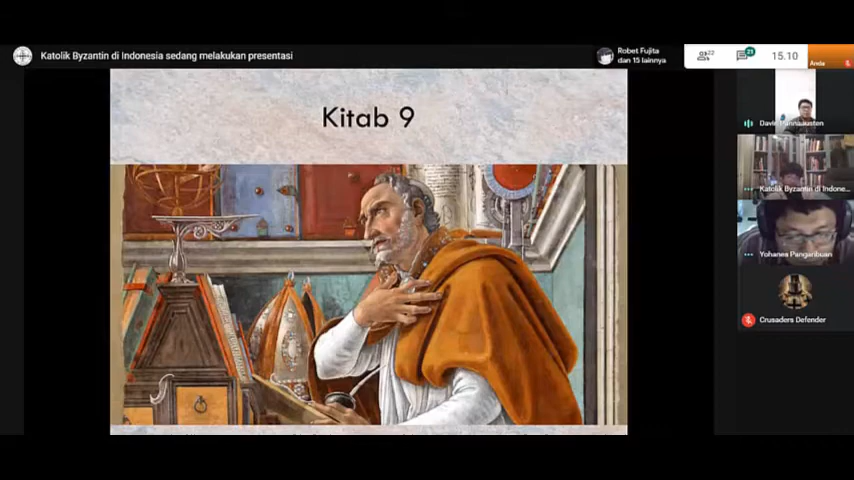 Katolik Byzantin di Indonesia sedang melakukan presentasi
Robet Fujita
dan 15 lainnya
22
21
15.10
Anda
Kitab 9
Katolik Byzantin di Indone...
Yohanes Pangaribuan
Crusaders Defender